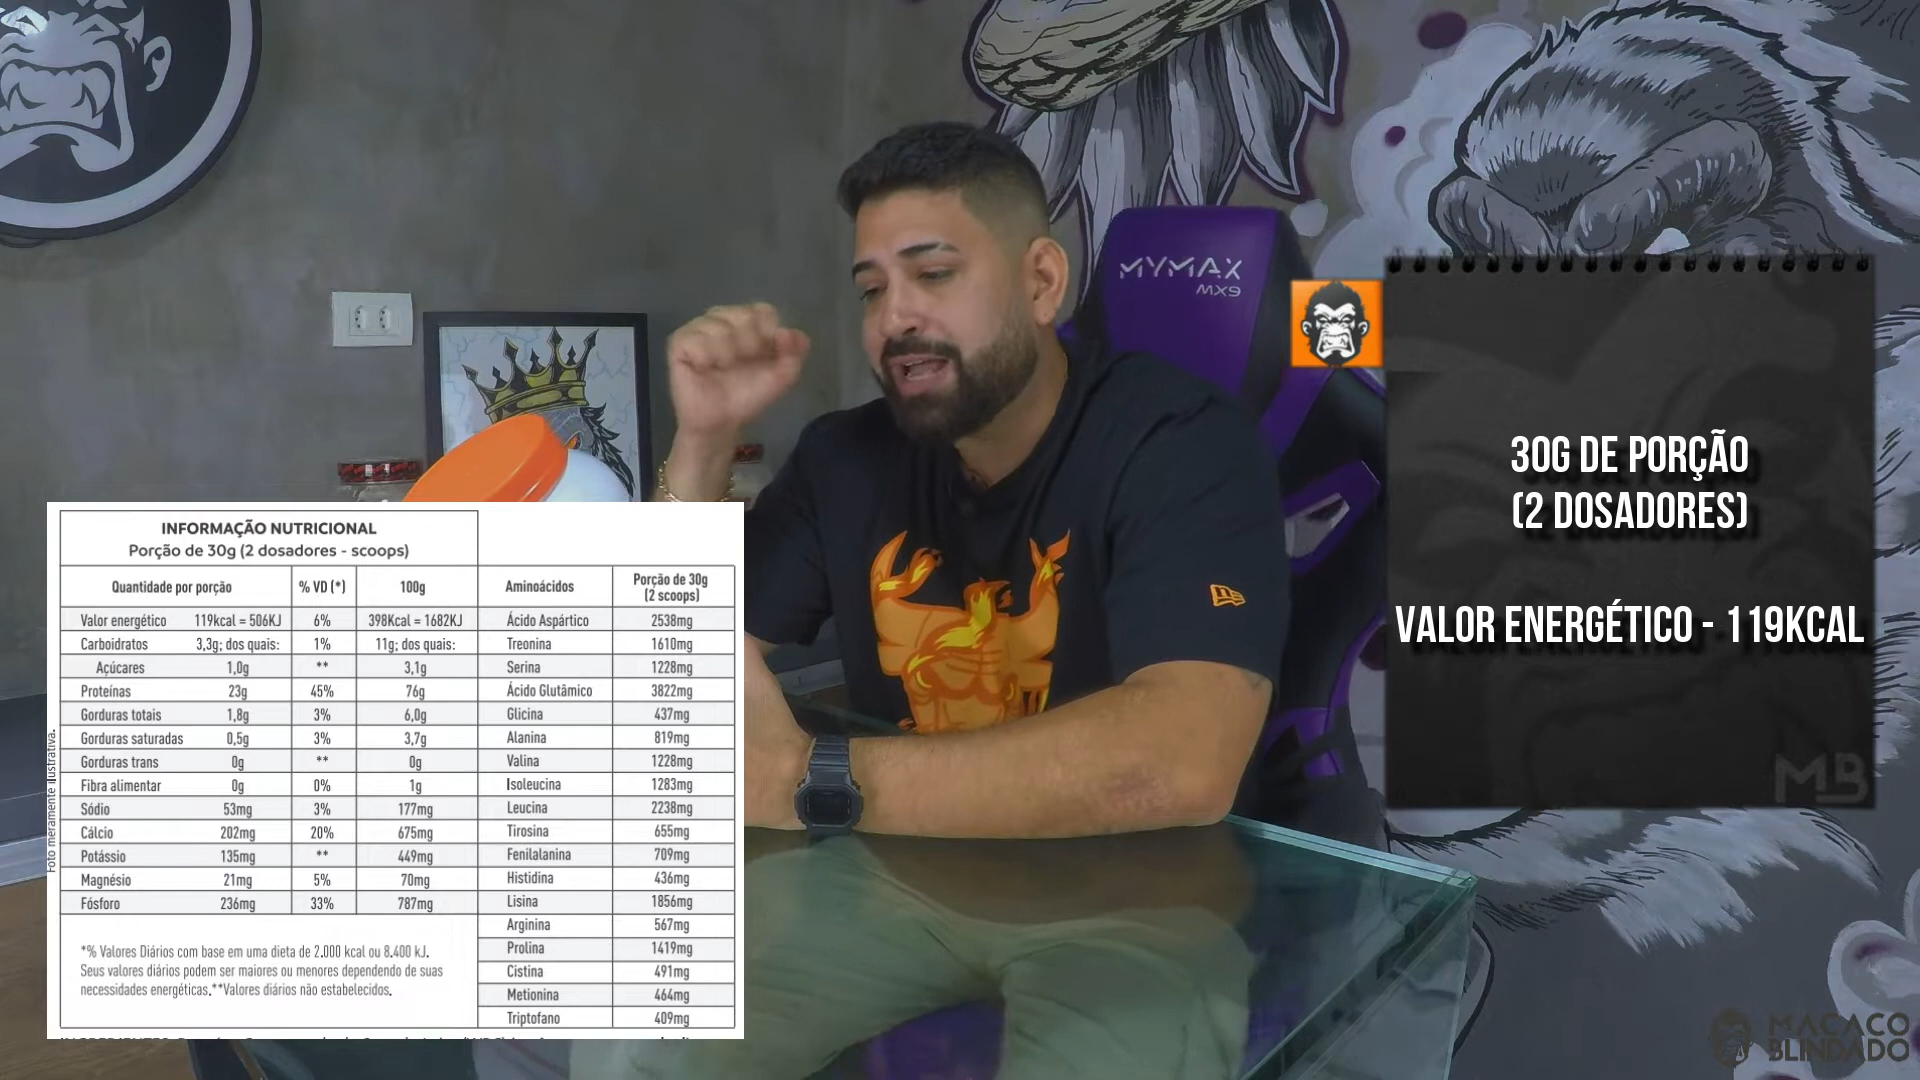 MYMAX
MX9
30G DE PORÇÃO
(2 DOSADORES)
VALOR ENERGÉTICO - 119KCAL
MB
MACACO
BLINDADO
INFORMAÇÃO NUTRICIONAL
Porção de 30g (2 dosadores - scoops)
Quantidade por porção % VD (*) 100g
Valor energético 119kcal = 506KJ 6% 398Kcal = 1682KJ
Carboidratos 3,3g; dos quais: 1% 11g; dos quais:
Açúcares 1,0g ** 3,1g
Proteínas 23g 45% 76g
Gorduras totais 1,8g 3% 6,0g
Gorduras saturadas 0,5g 3% 3,7g
Gorduras trans 0g ** 0g
Fibra alimentar 0g 0% 1g
Sódio 53mg 3% 177mg
Cálcio 202mg 20% 675mg
Potássio 135mg ** 449mg
Magnésio 21mg 5% 70mg
Fósforo 236mg 33% 787mg
*% Valores Diários com base em uma dieta de 2.000 kcal ou 8.400 kJ.
Seus valores diários podem ser maiores ou menores dependendo de suas
necessidades energéticas.**Valores diários não estabelecidos.
Aminoácidos Porção de 30g
(2 scoops)
Ácido Aspártico 2538mg
Treonina 1610mg
Serina 1228mg
Ácido Glutâmico 3822mg
Glicina 437mg
Alanina 819mg
Valina 1228mg
Isoleucina 1283mg
Leucina 2238mg
Tirosina 655mg
Fenilalanina 709mg
Histidina 436mg
Lisina 1856mg
Arginina 567mg
Prolina 1419mg
Cistina 491mg
Metionina 464mg
Triptofano 409mg
Foto meramente ilustrativa.